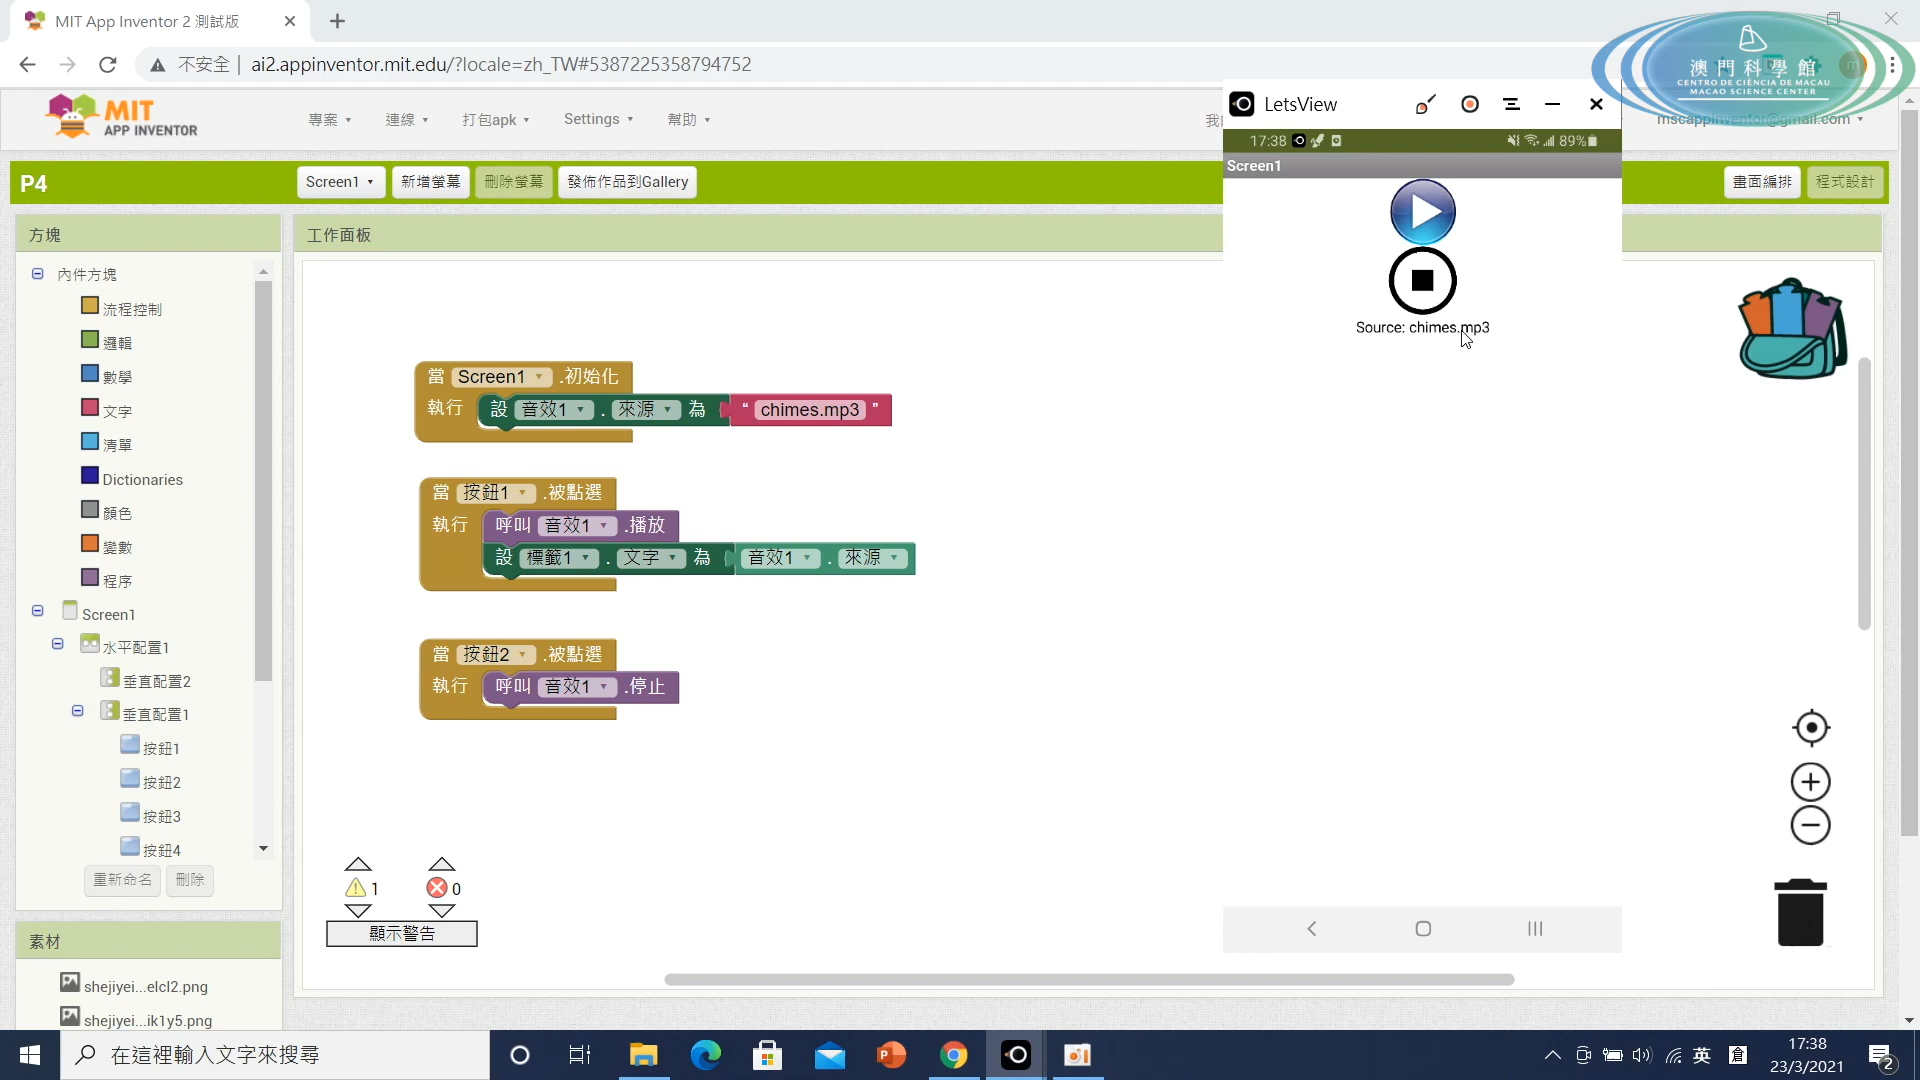 MIT App Inventor 2 測試版
不安全 | ai2.appinventor.mit.edu/?locale=zh_TW#5387225358794752
澳門科學館
CENTRO DE CIÊNCIA DE MACAU
MACAO SCIENCE CENTER
MIT
APP INVENTOR
專案
連線
打包apk
Settings
幫助
mscappinventor@gmail.com
LetsView
17:38
89%
Screen1
Source: chimes.mp3
P4
Screen1
新增螢幕
刪除螢幕
發佈作品到Gallery
畫面編排
程式設計
方塊
內件方塊
流程控制
邏輯
數學
文字
清單
Dictionaries
顏色
變數
程序
Screen1
水平配置1
垂直配置2
垂直配置1
按鈕1
按鈕2
按鈕3
按鈕4
重新命名
刪除
素材
shejiyei...elcl2.png
shejiyei...ik1y5.png
工作面板
當 Screen1 .初始化
執行 設 音效1 . 來源 為 “ chimes.mp3 ”
當 按鈕1 .被點選
執行 呼叫 音效1 .播放
設 標籤1 . 文字 為 音效1 . 來源
當 按鈕2 .被點選
執行 呼叫 音效1 .停止
1
0
顯示警告
在這裡輸入文字來搜尋
英
倉
17:38
23/3/2021
2